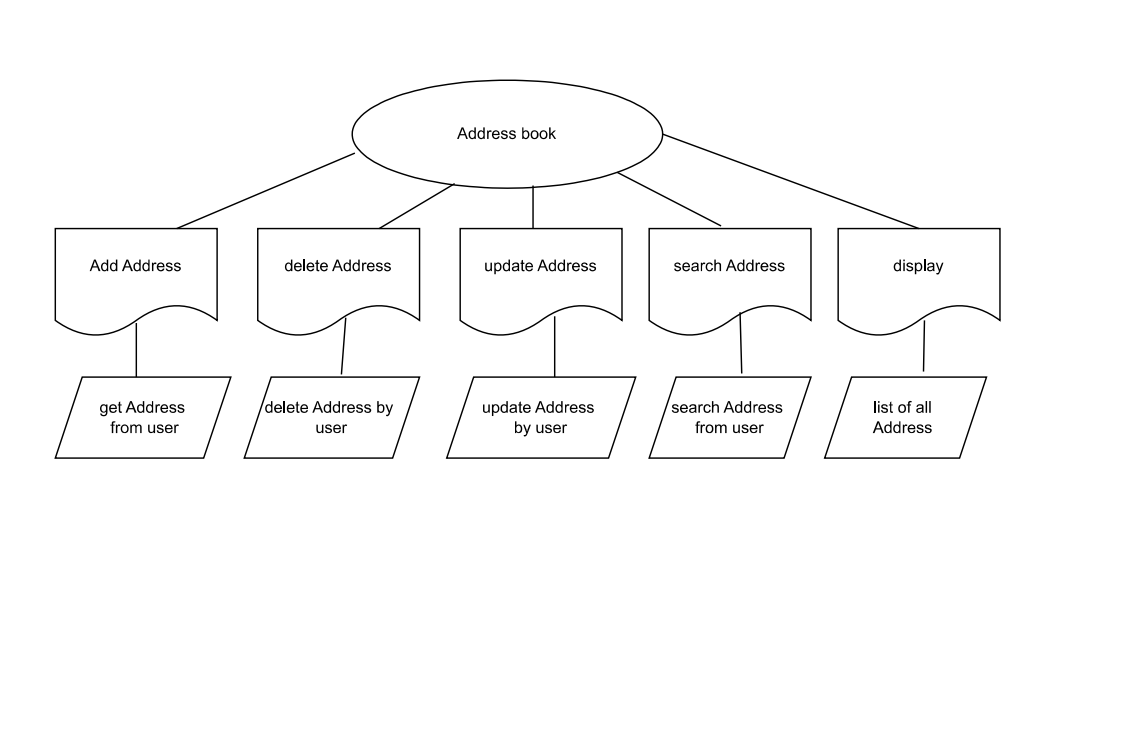 Address book
Add Address
delete Address
update Address
search Address
display
get Address
from user
delete Address by
user
update Address
by user
search Address
from user
list of all
Address